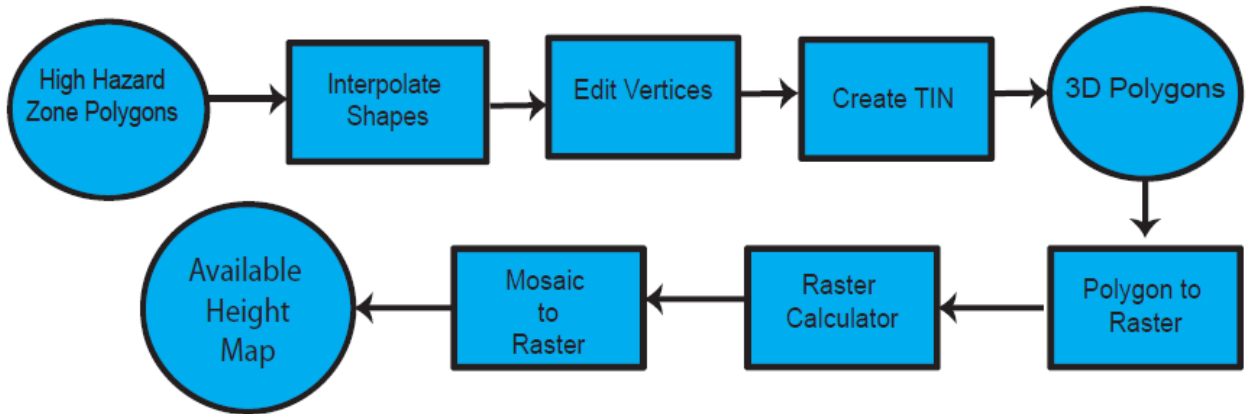 High Hazard
Zone Polygons
Interpolate
Shapes
Edit Vertices
Create TIN
3D Polygons
Polygon to
Raster
Raster
Calculator
Mosaic
to
Raster
Available
Height
Map